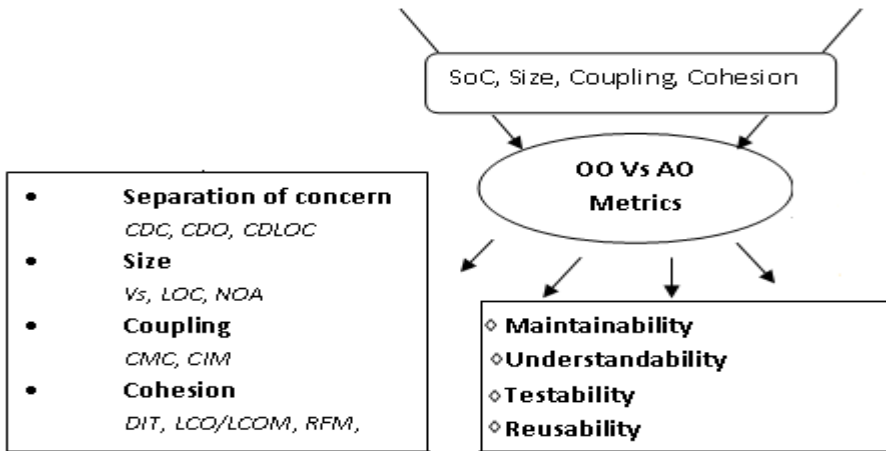 SoC, Size, Coupling, Cohesion
OO Vs AO
Metrics
• Separation of concern
CDC, CDO, CDLOC
• Size
Vs, LOC, NOA
• Coupling
CMC, CIM
• Cohesion
DIT, LCO/LCOM, RFM,
◊ Maintainability
◊ Understandability
◊ Testability
◊ Reusability